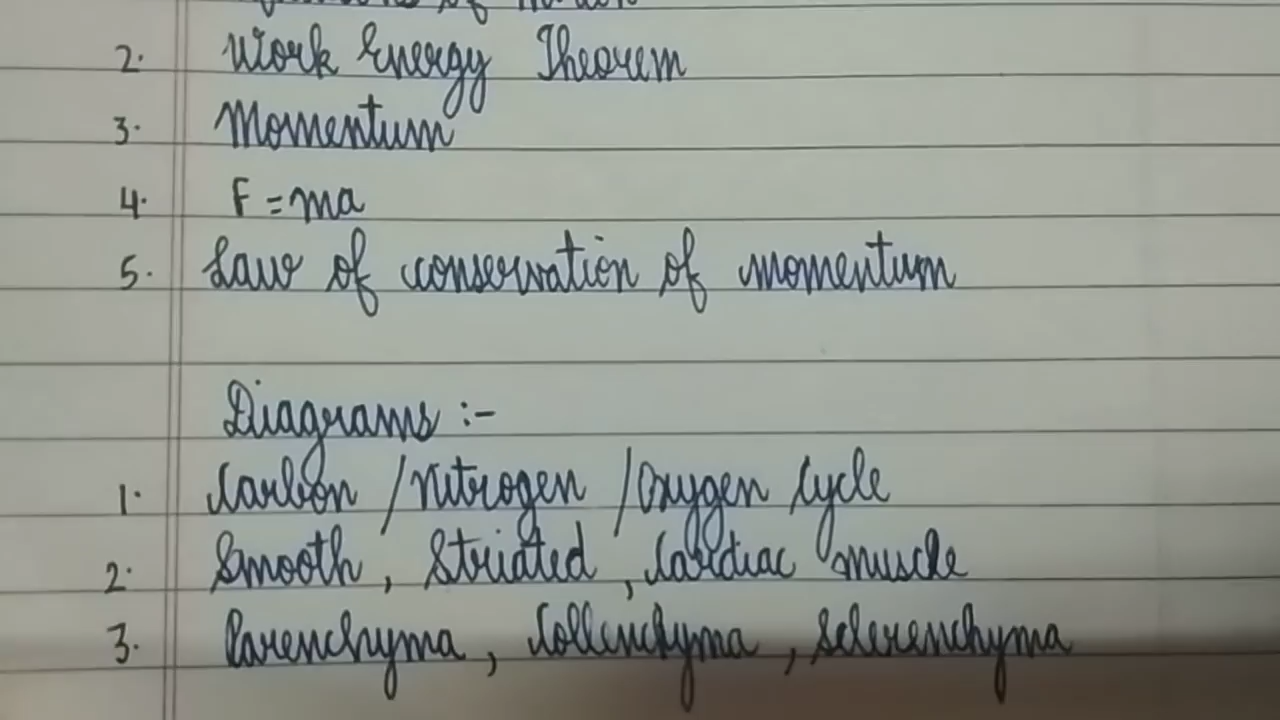 of
2. Work Energy Theorem
3. Momentum
4. F = ma
5. Law of conservation of momentum
Diagrams :-
1. Carbon / Nitrogen / Oxygen Cycle
2. Smooth, Striated, Cardiac muscle
3. Parenchyma, Collenchyma, Sclerenchyma